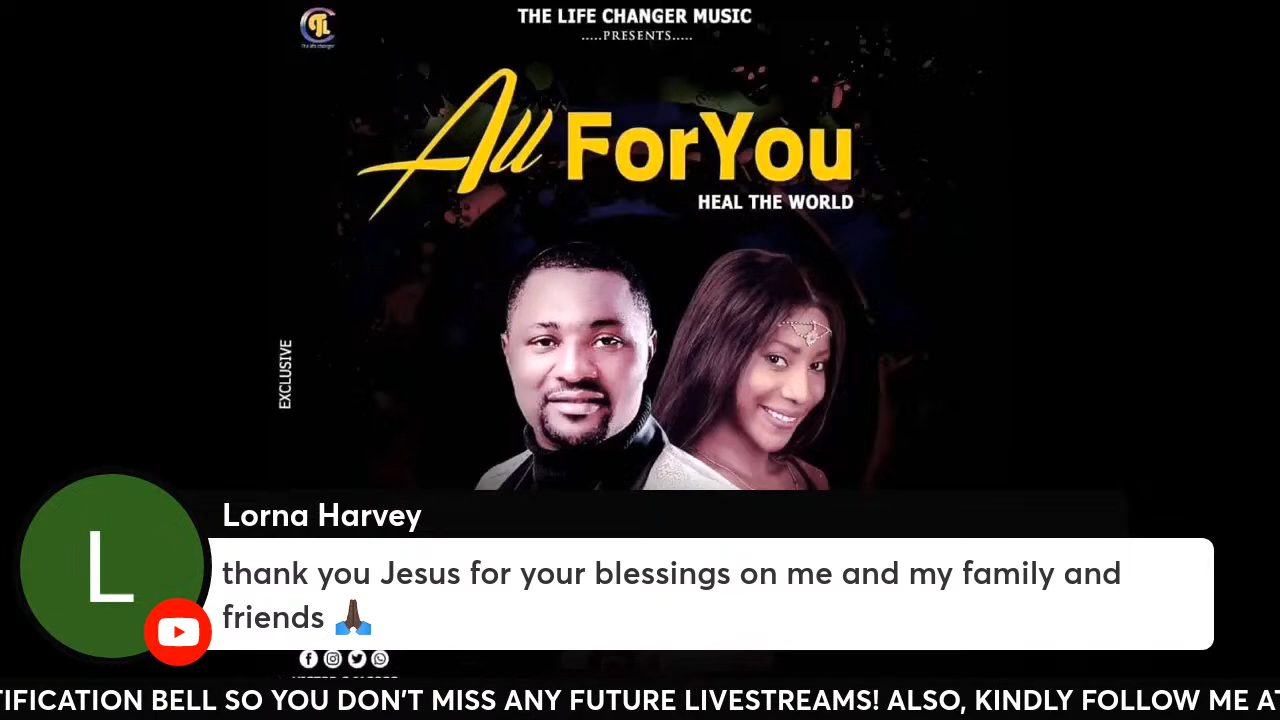 THE LIFE CHANGER MUSIC
.....PRESENTS.....
All ForYou
HEAL THE WORLD
EXCLUSIVE
Lorna Harvey
L
thank you Jesus for your blessings on me and my family and
friends 🙏🏿
TIFICATION BELL SO YOU DON'T MISS ANY FUTURE LIVESTREAMS! ALSO, KINDLY FOLLOW ME AT